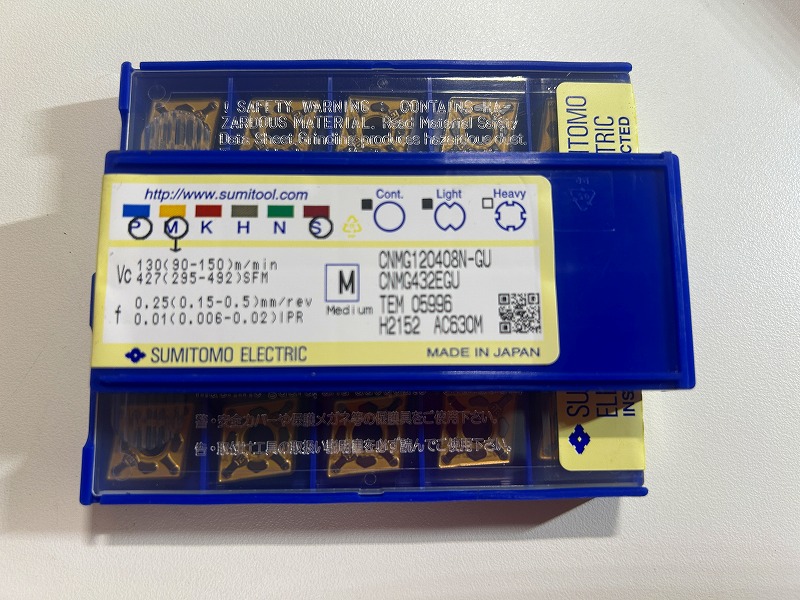 SAFETY WARNING CONTAINS HA-
ZARDOUS MATERIAL. Read Material Safety
Data Sheet. Grinding produces hazardous dust.
http://www.sumitool.com
Cont. Light Heavy
P M K H N S
Vc 130(90-150)m/min
427(295-492)SFM
f 0.25(0.15-0.5)mm/rev
0.01(0.006-0.02)IPR
M
Medium
CNMG120408N-GU
CNMG432EGU
TEM 05996
H2152 AC630M
SUMITOMO ELECTRIC
MADE IN JAPAN